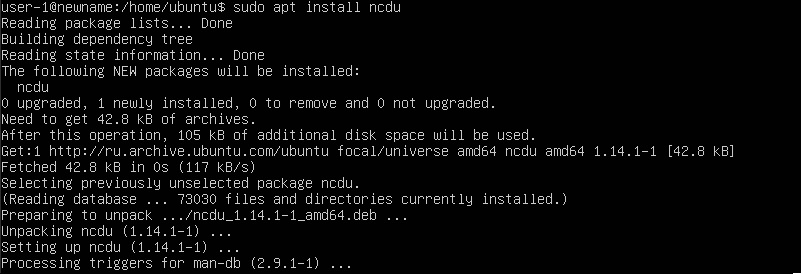 user-1@newname:/home/ubuntu$ sudo apt install ncdu
Reading package lists... Done
Building dependency tree
Reading state information... Done
The following NEW packages will be installed:
  ncdu
0 upgraded, 1 newly installed, 0 to remove and 0 not upgraded.
Need to get 42.8 kB of archives.
After this operation, 105 kB of additional disk space will be used.
Get:1 http://ru.archive.ubuntu.com/ubuntu focal/universe amd64 ncdu amd64 1.14.1-1 [42.8 kB]
Fetched 42.8 kB in 0s (117 kB/s)
Selecting previously unselected package ncdu.
(Reading database ... 73030 files and directories currently installed.)
Preparing to unpack .../ncdu_1.14.1-1_amd64.deb ...
Unpacking ncdu (1.14.1-1) ...
Setting up ncdu (1.14.1-1) ...
Processing triggers for man-db (2.9.1-1) ...